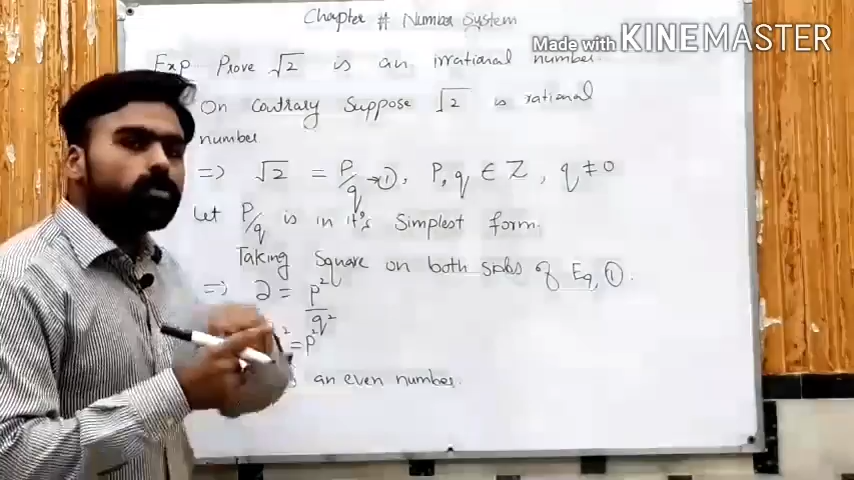 Chapter # Number System
Made with KINEMASTER
Exp Prove √2 is an irrational number.
On Contrary Suppose √2 is rational
number
=> √2 = P/q → ①, P, q ∈ Z, q ≠ 0
Let P/q is in it's Simplest form.
Taking Square on both sides of Eq, ①.
=> 2 = p²/q²
² = p²
an even number.